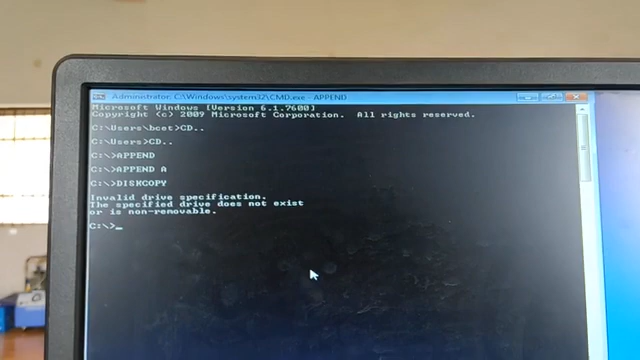 Administrator: C:\Windows\system32\CMD.exe - APPEND
Microsoft Windows [Version 6.1.7600]
Copyright (c) 2009 Microsoft Corporation. All rights reserved.
C:\Users\bcet>CD..
C:\Users>CD..
C:\>APPEND
C:\>APPEND A
C:\>DISKCOPY
Invalid drive specification.
The specified drive does not exist
or is non-removable.
C:\>_